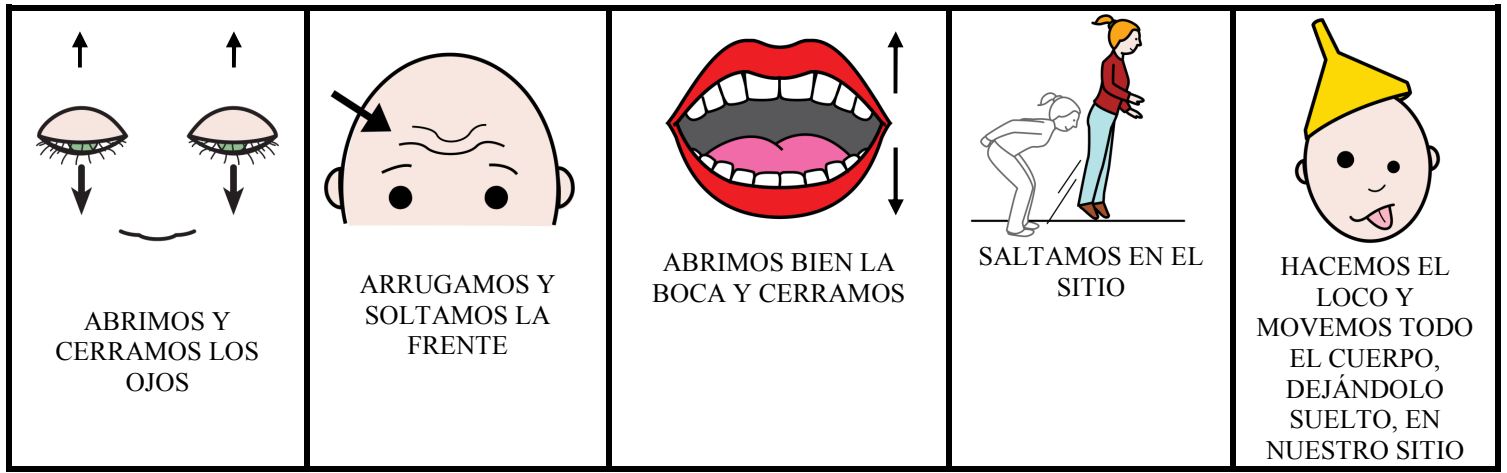 ABRIMOS Y
CERRAMOS LOS
OJOS
ARRUGAMOS Y
SOLTAMOS LA
FRENTE
ABRIMOS BIEN LA
BOCA Y CERRAMOS
SALTAMOS EN EL
SITIO
HACEMOS EL
LOCO Y
MOVEMOS TODO
EL CUERPO,
DEJÁNDOLO
SUELTO, EN
NUESTRO SITIO